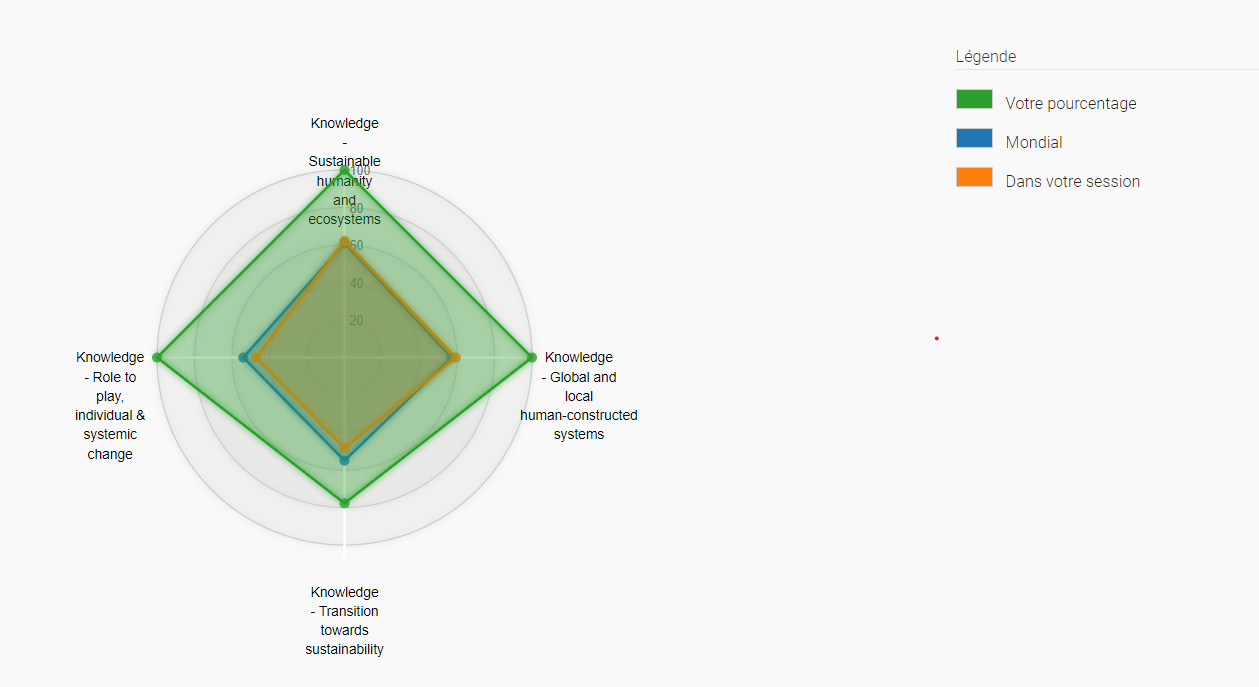 Légende
Votre pourcentage
Mondial
Dans votre session
Knowledge
-
Sustainable
humanity
and
ecosystems
100
80
60
40
20
Knowledge
- Role to
play,
individual &
systemic
change
Knowledge
- Global and
local
human-constructed
systems
Knowledge
- Transition
towards
sustainability